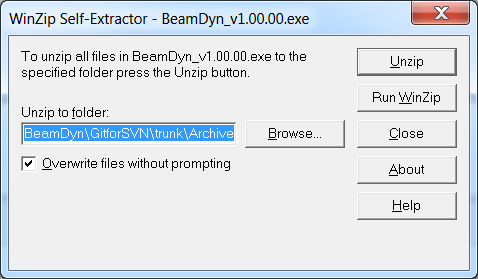 WinZip Self-Extractor - BeamDyn_v1.00.00.exe
To unzip all files in BeamDyn_v1.00.00.exe to the
specified folder press the Unzip button.
Unzip to folder:
BeamDyn\GitforSVN\trunk\Archive
Browse...
Overwrite files without prompting
Unzip
Run WinZip
Close
About
Help